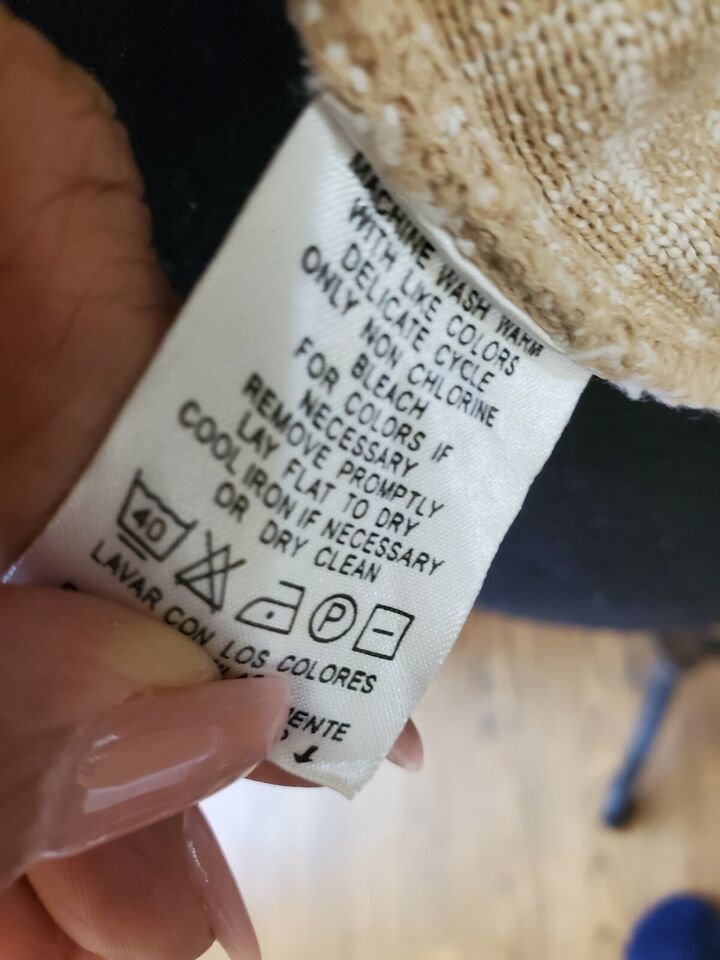 MACHINE WASH WARM
WITH LIKE COLORS
DELICATE CYCLE
ONLY NON CHLORINE
BLEACH
FOR COLORS IF
NECESSARY
REMOVE PROMPTLY
LAY FLAT TO DRY
COOL IRON IF NECESSARY
OR DRY CLEAN
40
P
LAVAR CON LOS COLORES